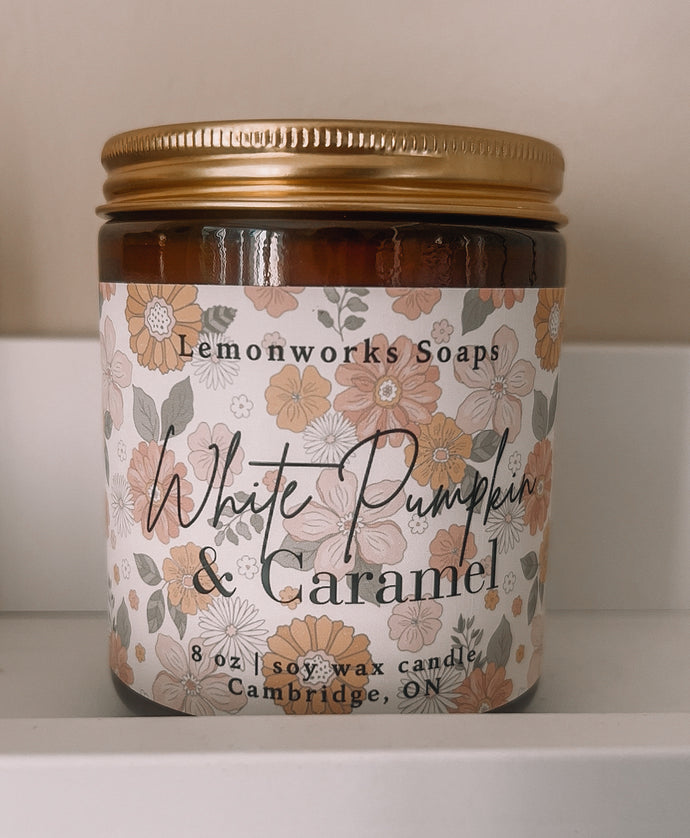 Lemonworks Soaps
White Pumpkin
& Caramel
8 oz | soy wax candle
Cambridge, ON